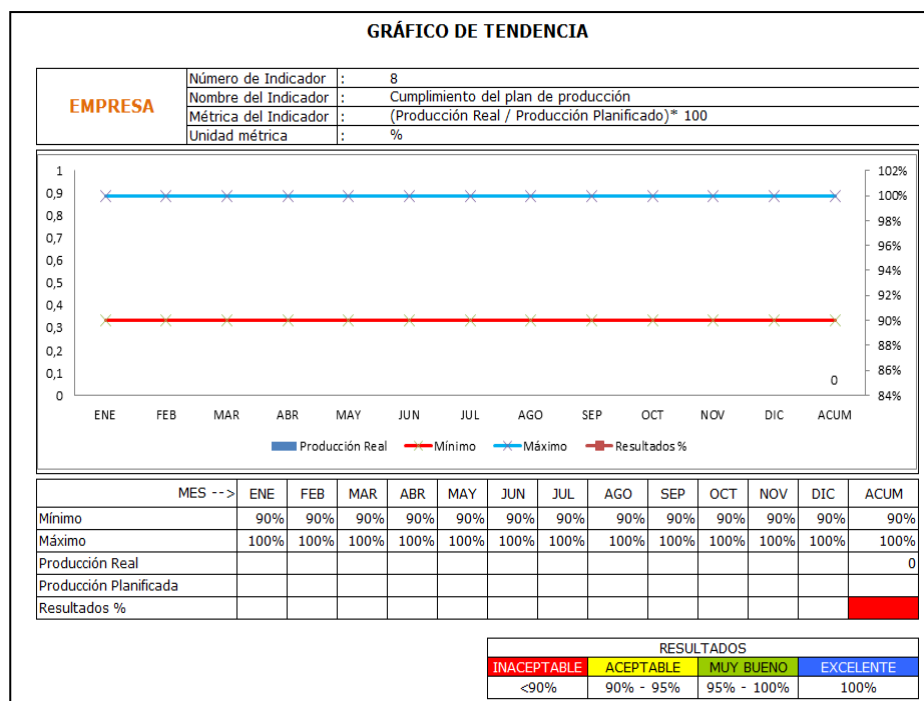 GRÁFICO DE TENDENCIA
EMPRESA
Número de Indicador : 8
Nombre del Indicador : Cumplimiento del plan de producción
Métrica del Indicador : (Producción Real / Producción Planificado)* 100
Unidad métrica : %
1 102%
0,9 100%
0,8 98%
0,7 96%
0,6 94%
0,5 92%
0,4 90%
0,3 88%
0,2 86%
0,1 84%
0
0
ENE FEB MAR ABR MAY JUN JUL AGO SEP OCT NOV DIC ACUM
Producción Real Mínimo Máximo Resultados %
MES --> ENE FEB MAR ABR MAY JUN JUL AGO SEP OCT NOV DIC ACUM
Mínimo 90% 90% 90% 90% 90% 90% 90% 90% 90% 90% 90% 90% 90%
Máximo 100% 100% 100% 100% 100% 100% 100% 100% 100% 100% 100% 100% 100%
Producción Real 0
Producción Planificada
Resultados %
RESULTADOS
INACEPTABLE ACEPTABLE MUY BUENO EXCELENTE
<90% 90% - 95% 95% - 100% 100%